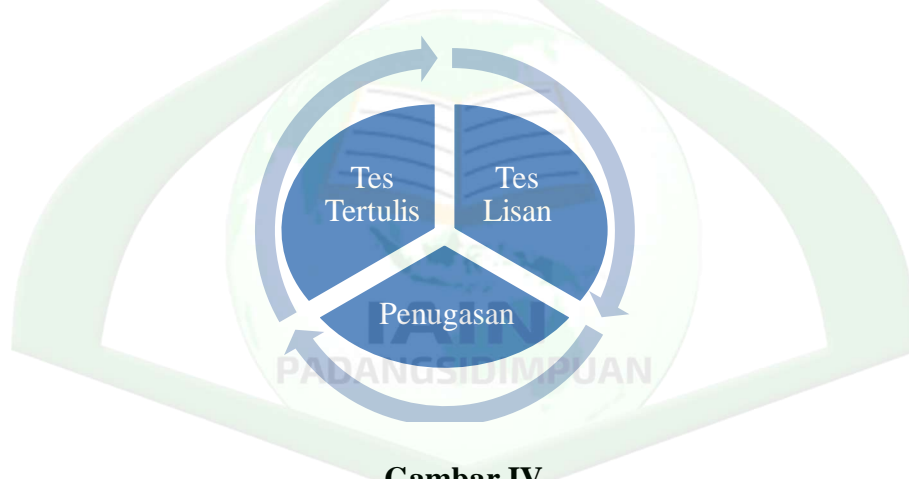 Tes
Tertulis
Tes
Lisan
Penugasan
IAIN
PADANGSIDIMPUAN
Gambar IV